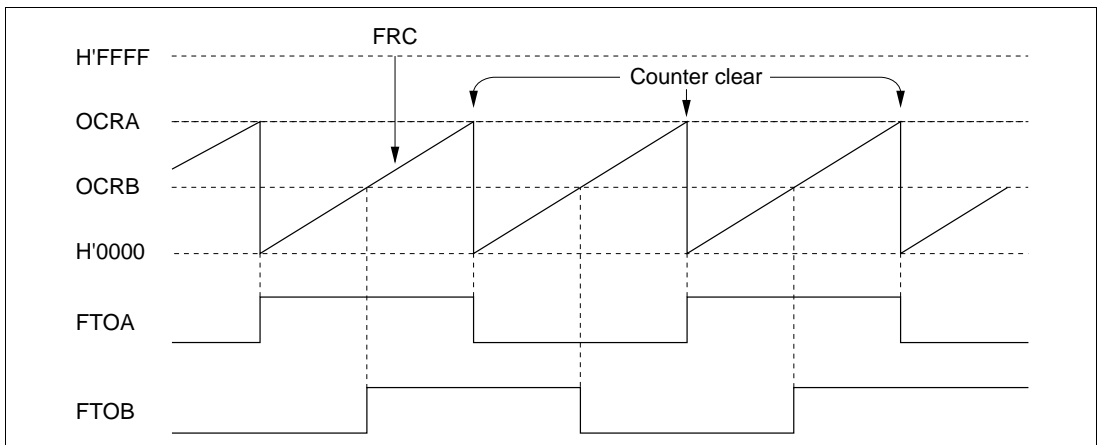 FRC
H'FFFF
Counter clear
OCRA
OCRB
H'0000
FTOA
FTOB